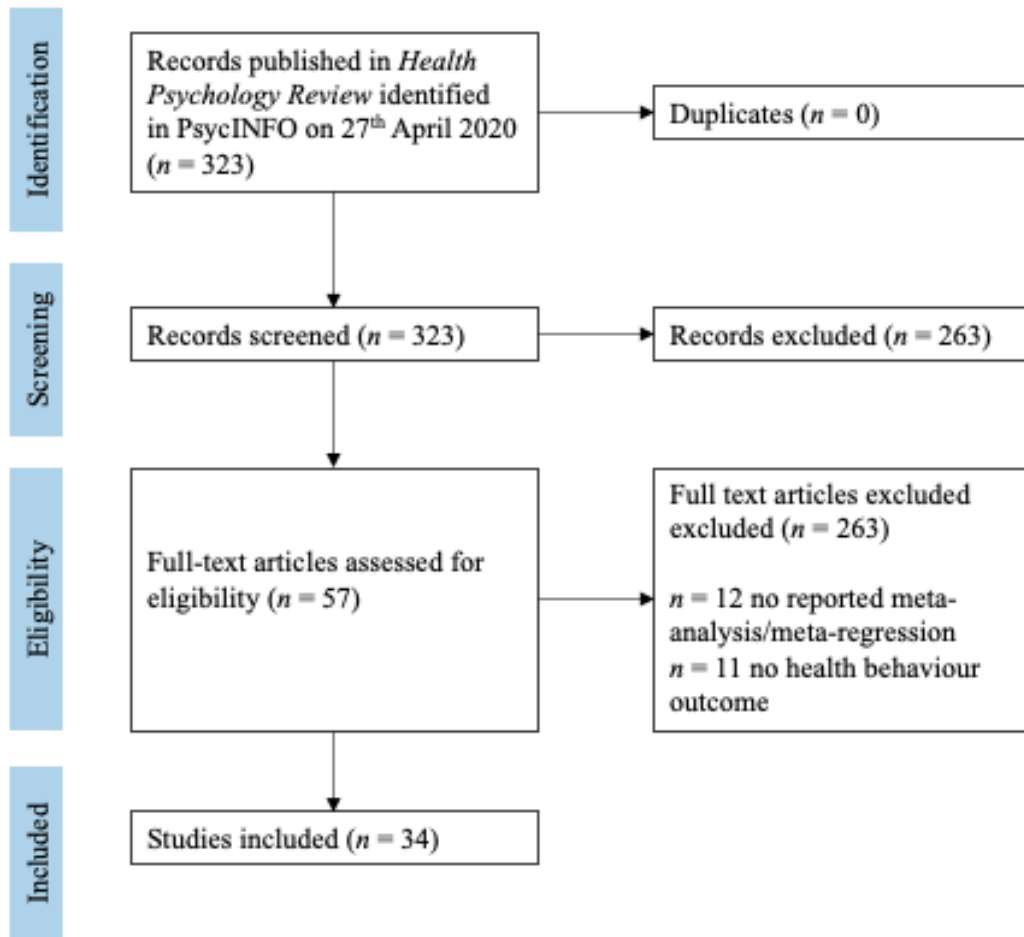 Identification
Records published in Health
Psychology Review identified
in PsycINFO on 27th April 2020
(n = 323)
Duplicates (n = 0)
Screening
Records screened (n = 323)
Records excluded (n = 263)
Eligibility
Full-text articles assessed for
eligibility (n = 57)
Full text articles excluded
excluded (n = 263)
n = 12 no reported meta-
analysis/meta-regression
n = 11 no health behaviour
outcome
Included
Studies included (n = 34)